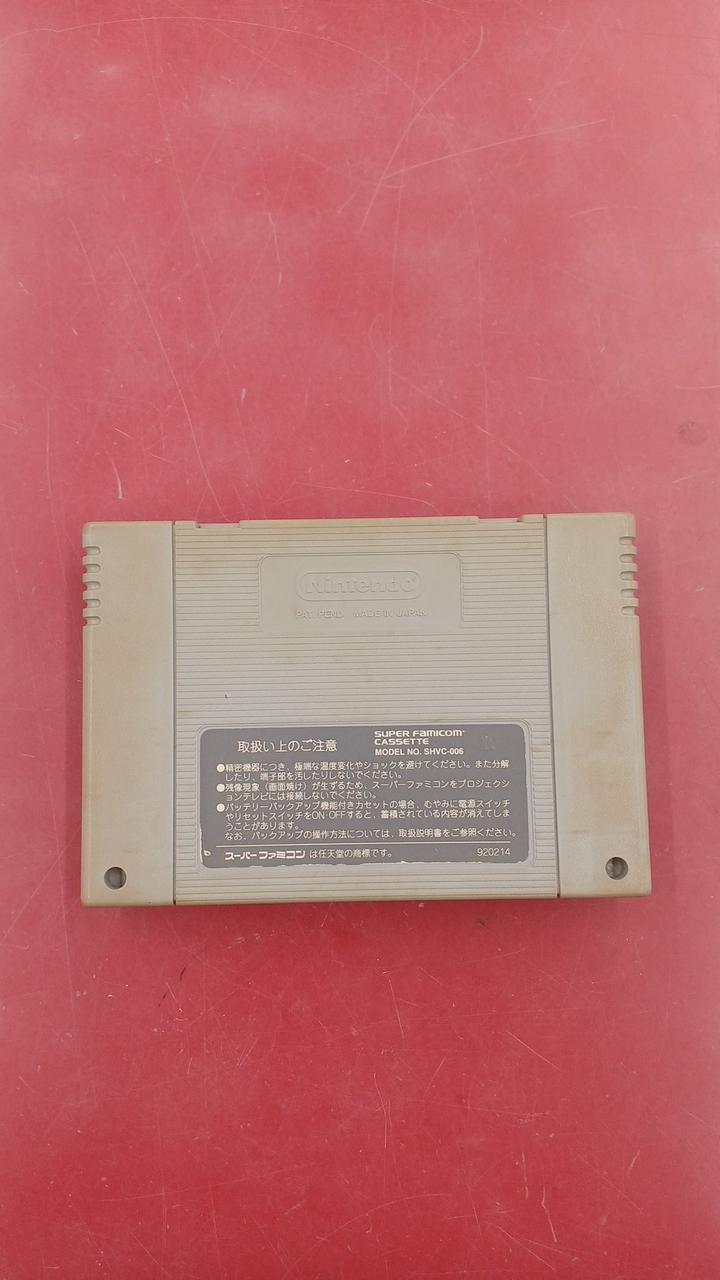 Nintendo
PAT. PEND. MADE IN JAPAN
取扱い上のご注意
SUPER FAMICOM
CASSETTE
MODEL NO. SHVC-006
●精密機器につき、極端な温度変化やショックを避けてください。また分解
したり、端子部を汚したりしないでください。
●残像現象（画面焼け）が生ずるため、スーパーファミコンをプロジェクシ
ョンテレビには接続しないでください。
●バッテリーバックアップ機能付きカセットの場合、むやみに電源スイッチ
やリセットスイッチをON・OFFすると、蓄積されている内容が消えてしま
うことがあります。
なお、バックアップの操作方法については、取扱説明書をご参照ください。
スーパーファミコン は任天堂の商標です。 920214